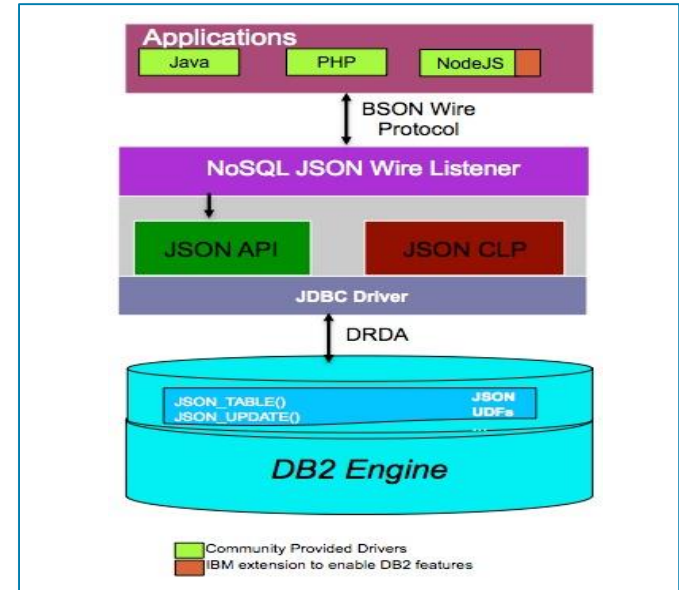 Applications
Java PHP NodeJS
BSON Wire
Protocol
NoSQL JSON Wire Listener
JSON API JSON CLP
JDBC Driver
DRDA
JSON_TABLE() JSON
JSON_UPDATE() UDFs
...
DB2 Engine
Community Provided Drivers
IBM extension to enable DB2 features